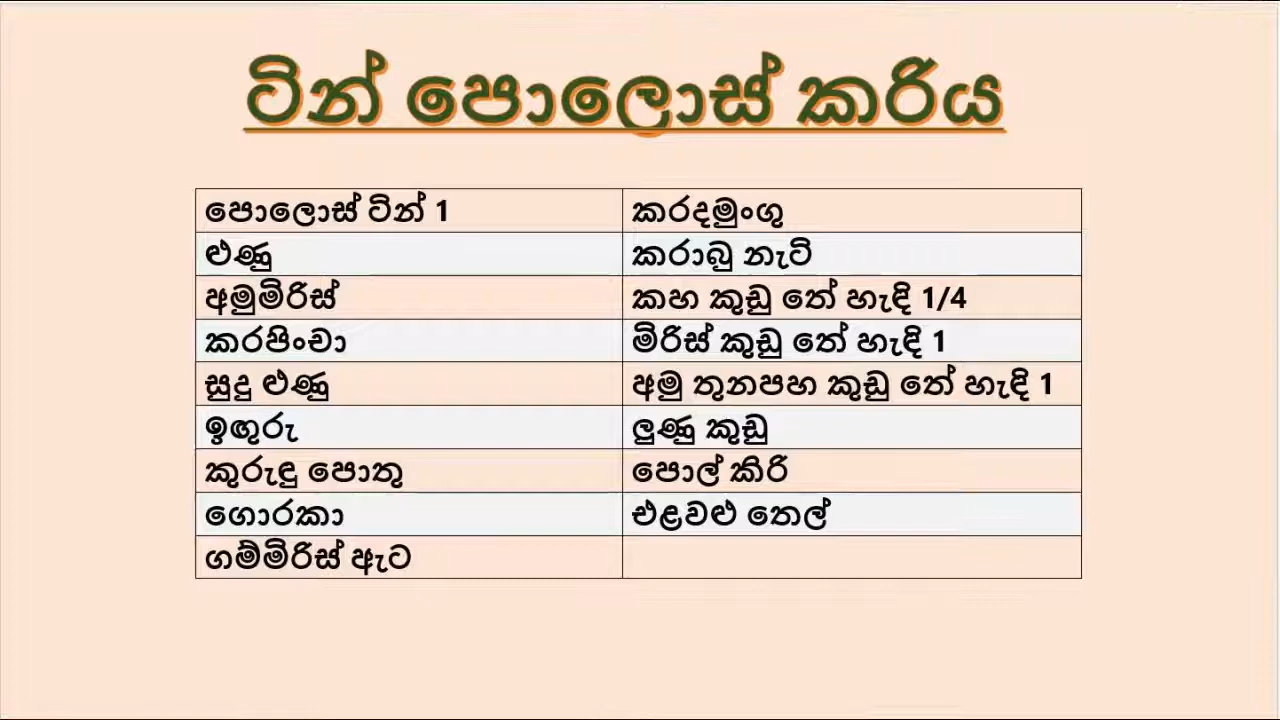 ටින් පොලොස් කරිය
පොලොස් ටින් 1 කරදමුංගු
ළුණු කරාබු නැටි
අමුමිරිස් කහ කුඩු තේ හැඳි 1/4
කරපිංචා මිරිස් කුඩු තේ හැඳි 1
සුදු ළුණු අමු තුනපහ කුඩු තේ හැඳි 1
ඉඟුරු ලුණු කුඩු
කුරුඳු පොතු පොල් කිරි
ගොරකා එළවළු තෙල්
ගම්මිරිස් ඇට